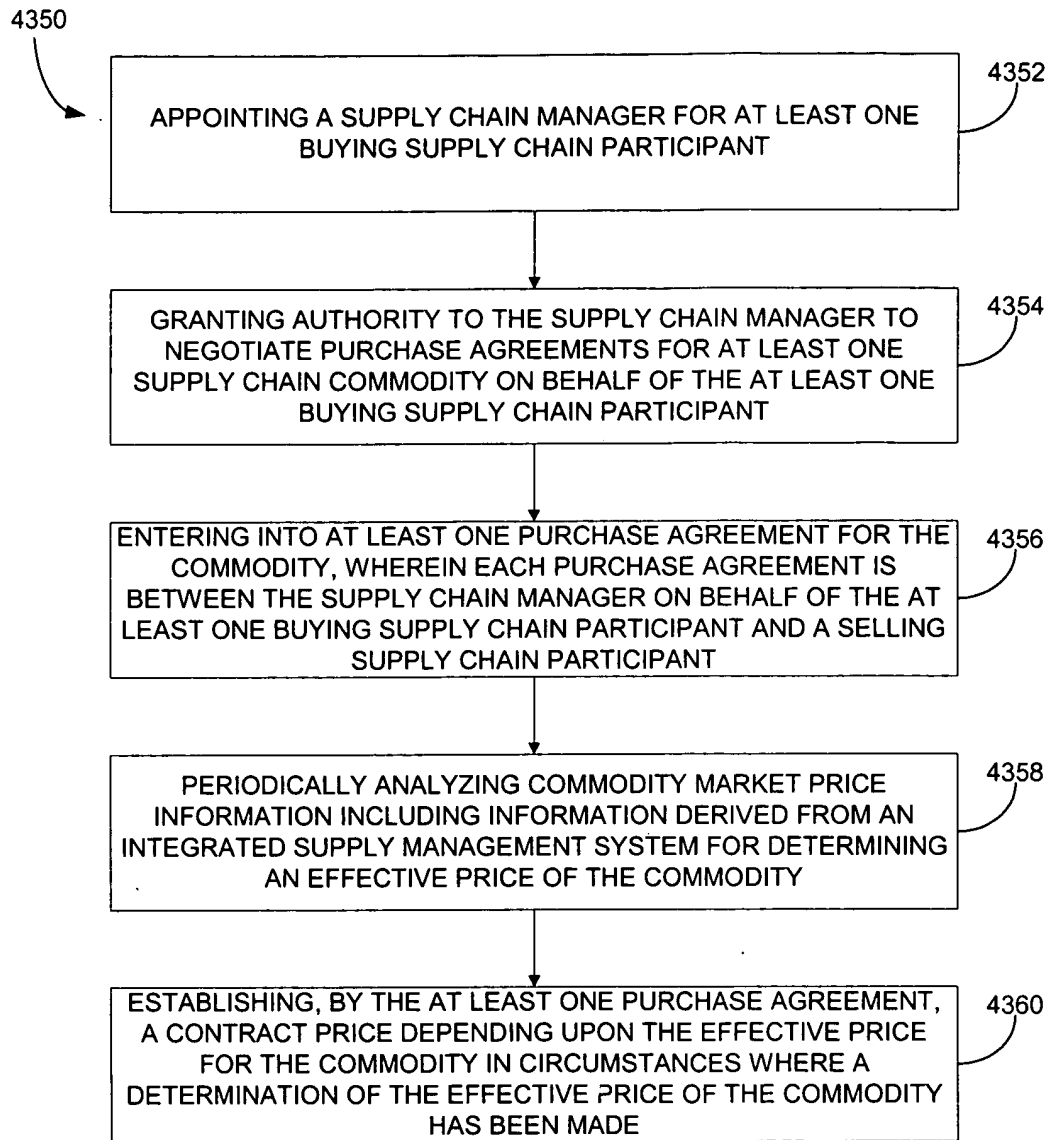 4350
4352
APPOINTING A SUPPLY CHAIN MANAGER FOR AT LEAST ONE
BUYING SUPPLY CHAIN PARTICIPANT
4354
GRANTING AUTHORITY TO THE SUPPLY CHAIN MANAGER TO
NEGOTIATE PURCHASE AGREEMENTS FOR AT LEAST ONE
SUPPLY CHAIN COMMODITY ON BEHALF OF THE AT LEAST ONE
BUYING SUPPLY CHAIN PARTICIPANT
4356
ENTERING INTO AT LEAST ONE PURCHASE AGREEMENT FOR THE
COMMODITY, WHEREIN EACH PURCHASE AGREEMENT IS
BETWEEN THE SUPPLY CHAIN MANAGER ON BEHALF OF THE AT
LEAST ONE BUYING SUPPLY CHAIN PARTICIPANT AND A SELLING
SUPPLY CHAIN PARTICIPANT
4358
PERIODICALLY ANALYZING COMMODITY MARKET PRICE
INFORMATION INCLUDING INFORMATION DERIVED FROM AN
INTEGRATED SUPPLY MANAGEMENT SYSTEM FOR DETERMINING
AN EFFECTIVE PRICE OF THE COMMODITY
4360
ESTABLISHING, BY THE AT LEAST ONE PURCHASE AGREEMENT,
A CONTRACT PRICE DEPENDING UPON THE EFFECTIVE PRICE
FOR THE COMMODITY IN CIRCUMSTANCES WHERE A
DETERMINATION OF THE EFFECTIVE PRICE OF THE COMMODITY
HAS BEEN MADE